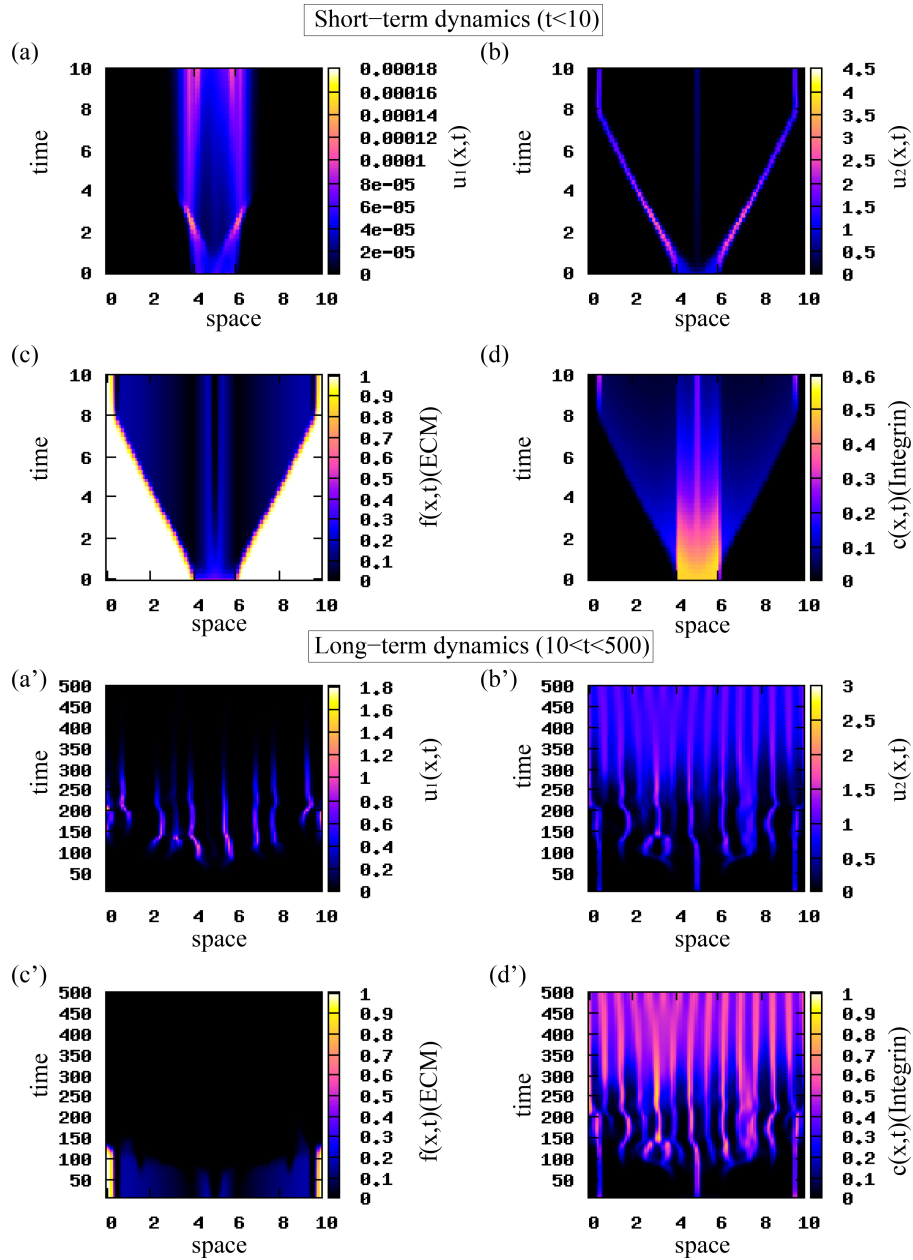 Short−term dynamics (t<10)
(a)
10
8
6
4
2
0
time
0 2 4 6 8 10
space
0.00018
0.00016
0.00014
0.00012
0.0001
8e-05
6e-05
4e-05
2e-05
0
u1(x,t)
(b)
10
8
6
4
2
0
time
0 2 4 6 8 10
space
4.5
4
3.5
3
2.5
2
1.5
1
0.5
0
u2(x,t)
(c)
10
8
6
4
2
0
time
0 2 4 6 8 10
space
1
0.9
0.8
0.7
0.6
0.5
0.4
0.3
0.2
0.1
0
f(x,t)(ECM)
(d)
10
8
6
4
2
0
time
0 2 4 6 8 10
space
0.6
0.5
0.4
0.3
0.2
0.1
0
c(x,t)(Integrin)
Long−term dynamics (10<t<500)
(a’)
500
450
400
350
300
250
200
150
100
50
time
0 2 4 6 8 10
space
1.8
1.6
1.4
1.2
1
0.8
0.6
0.4
0.2
0
u1(x,t)
(b’)
500
450
400
350
300
250
200
150
100
50
time
0 2 4 6 8 10
space
3
2.5
2
1.5
1
0.5
0
u2(x,t)
(c’)
500
450
400
350
300
250
200
150
100
50
time
0 2 4 6 8 10
space
1
0.9
0.8
0.7
0.6
0.5
0.4
0.3
0.2
0.1
0
f(x,t)(ECM)
(d’)
500
450
400
350
300
250
200
150
100
50
time
0 2 4 6 8 10
space
1
0.9
0.8
0.7
0.6
0.5
0.4
0.3
0.2
0.1
0
c(x,t)(Integrin)